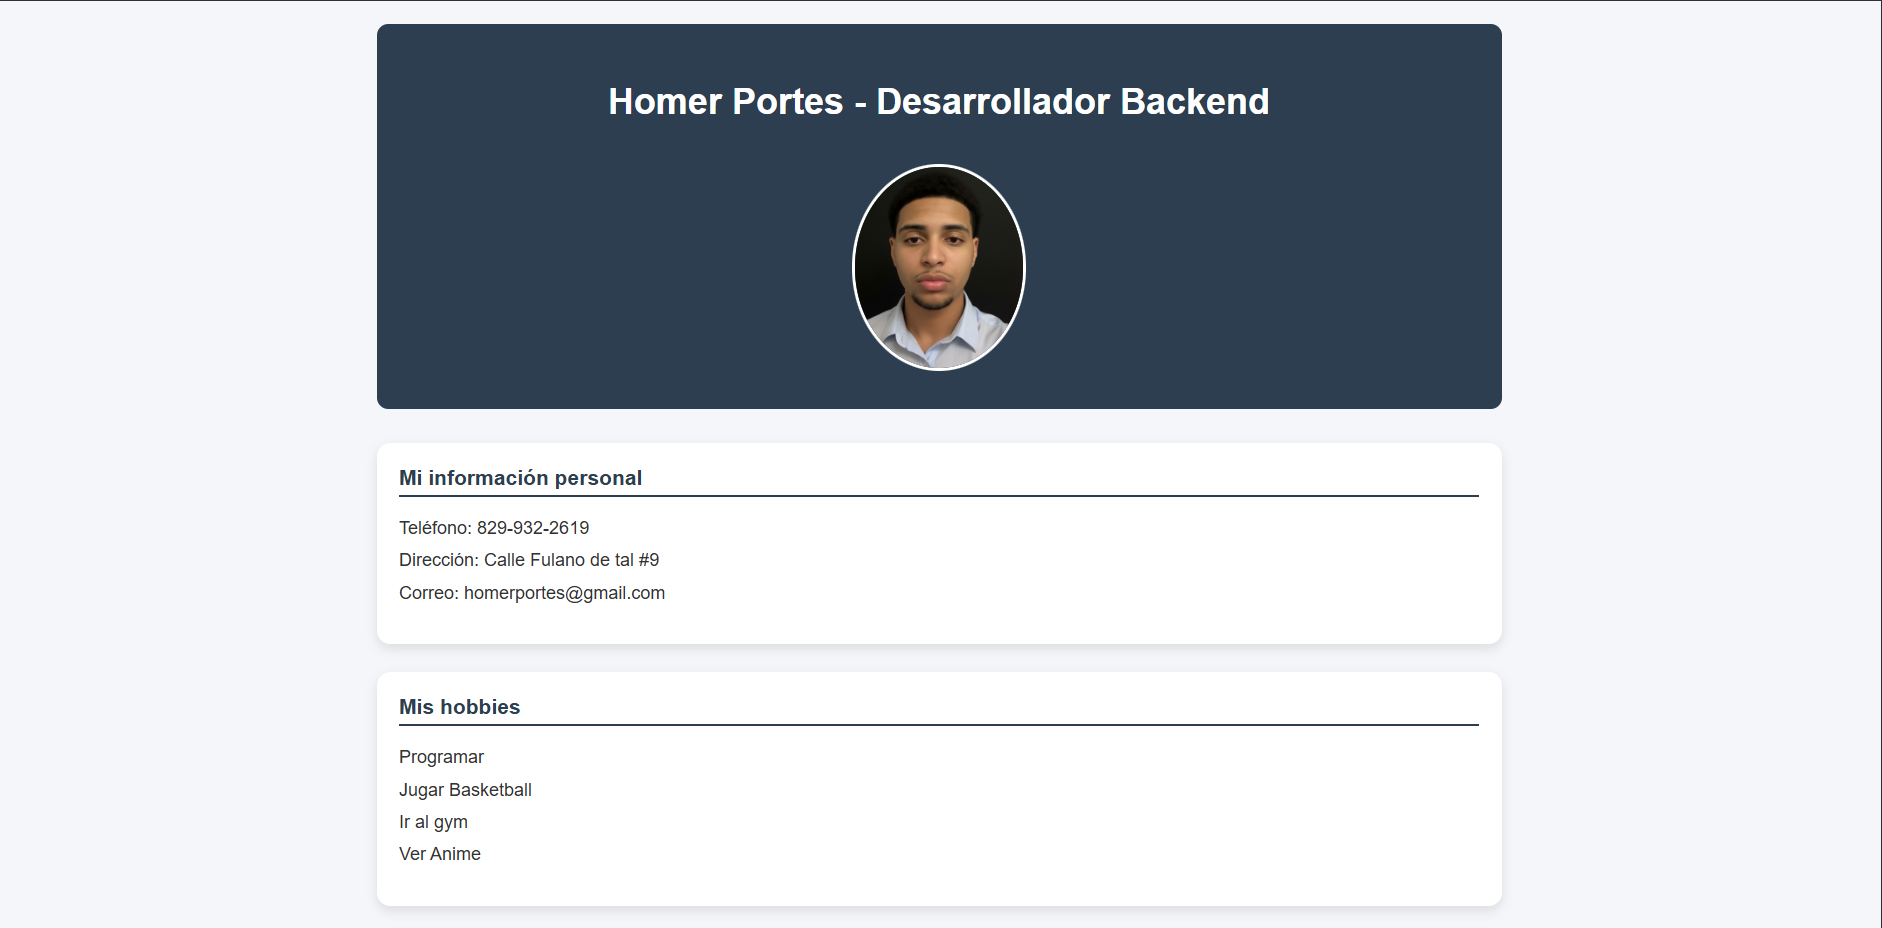 Homer Portes - Desarrollador Backend
Mi información personal
Teléfono: 829-932-2619
Dirección: Calle Fulano de tal #9
Correo: homerportes@gmail.com
Mis hobbies
Programar
Jugar Basketball
Ir al gym
Ver Anime